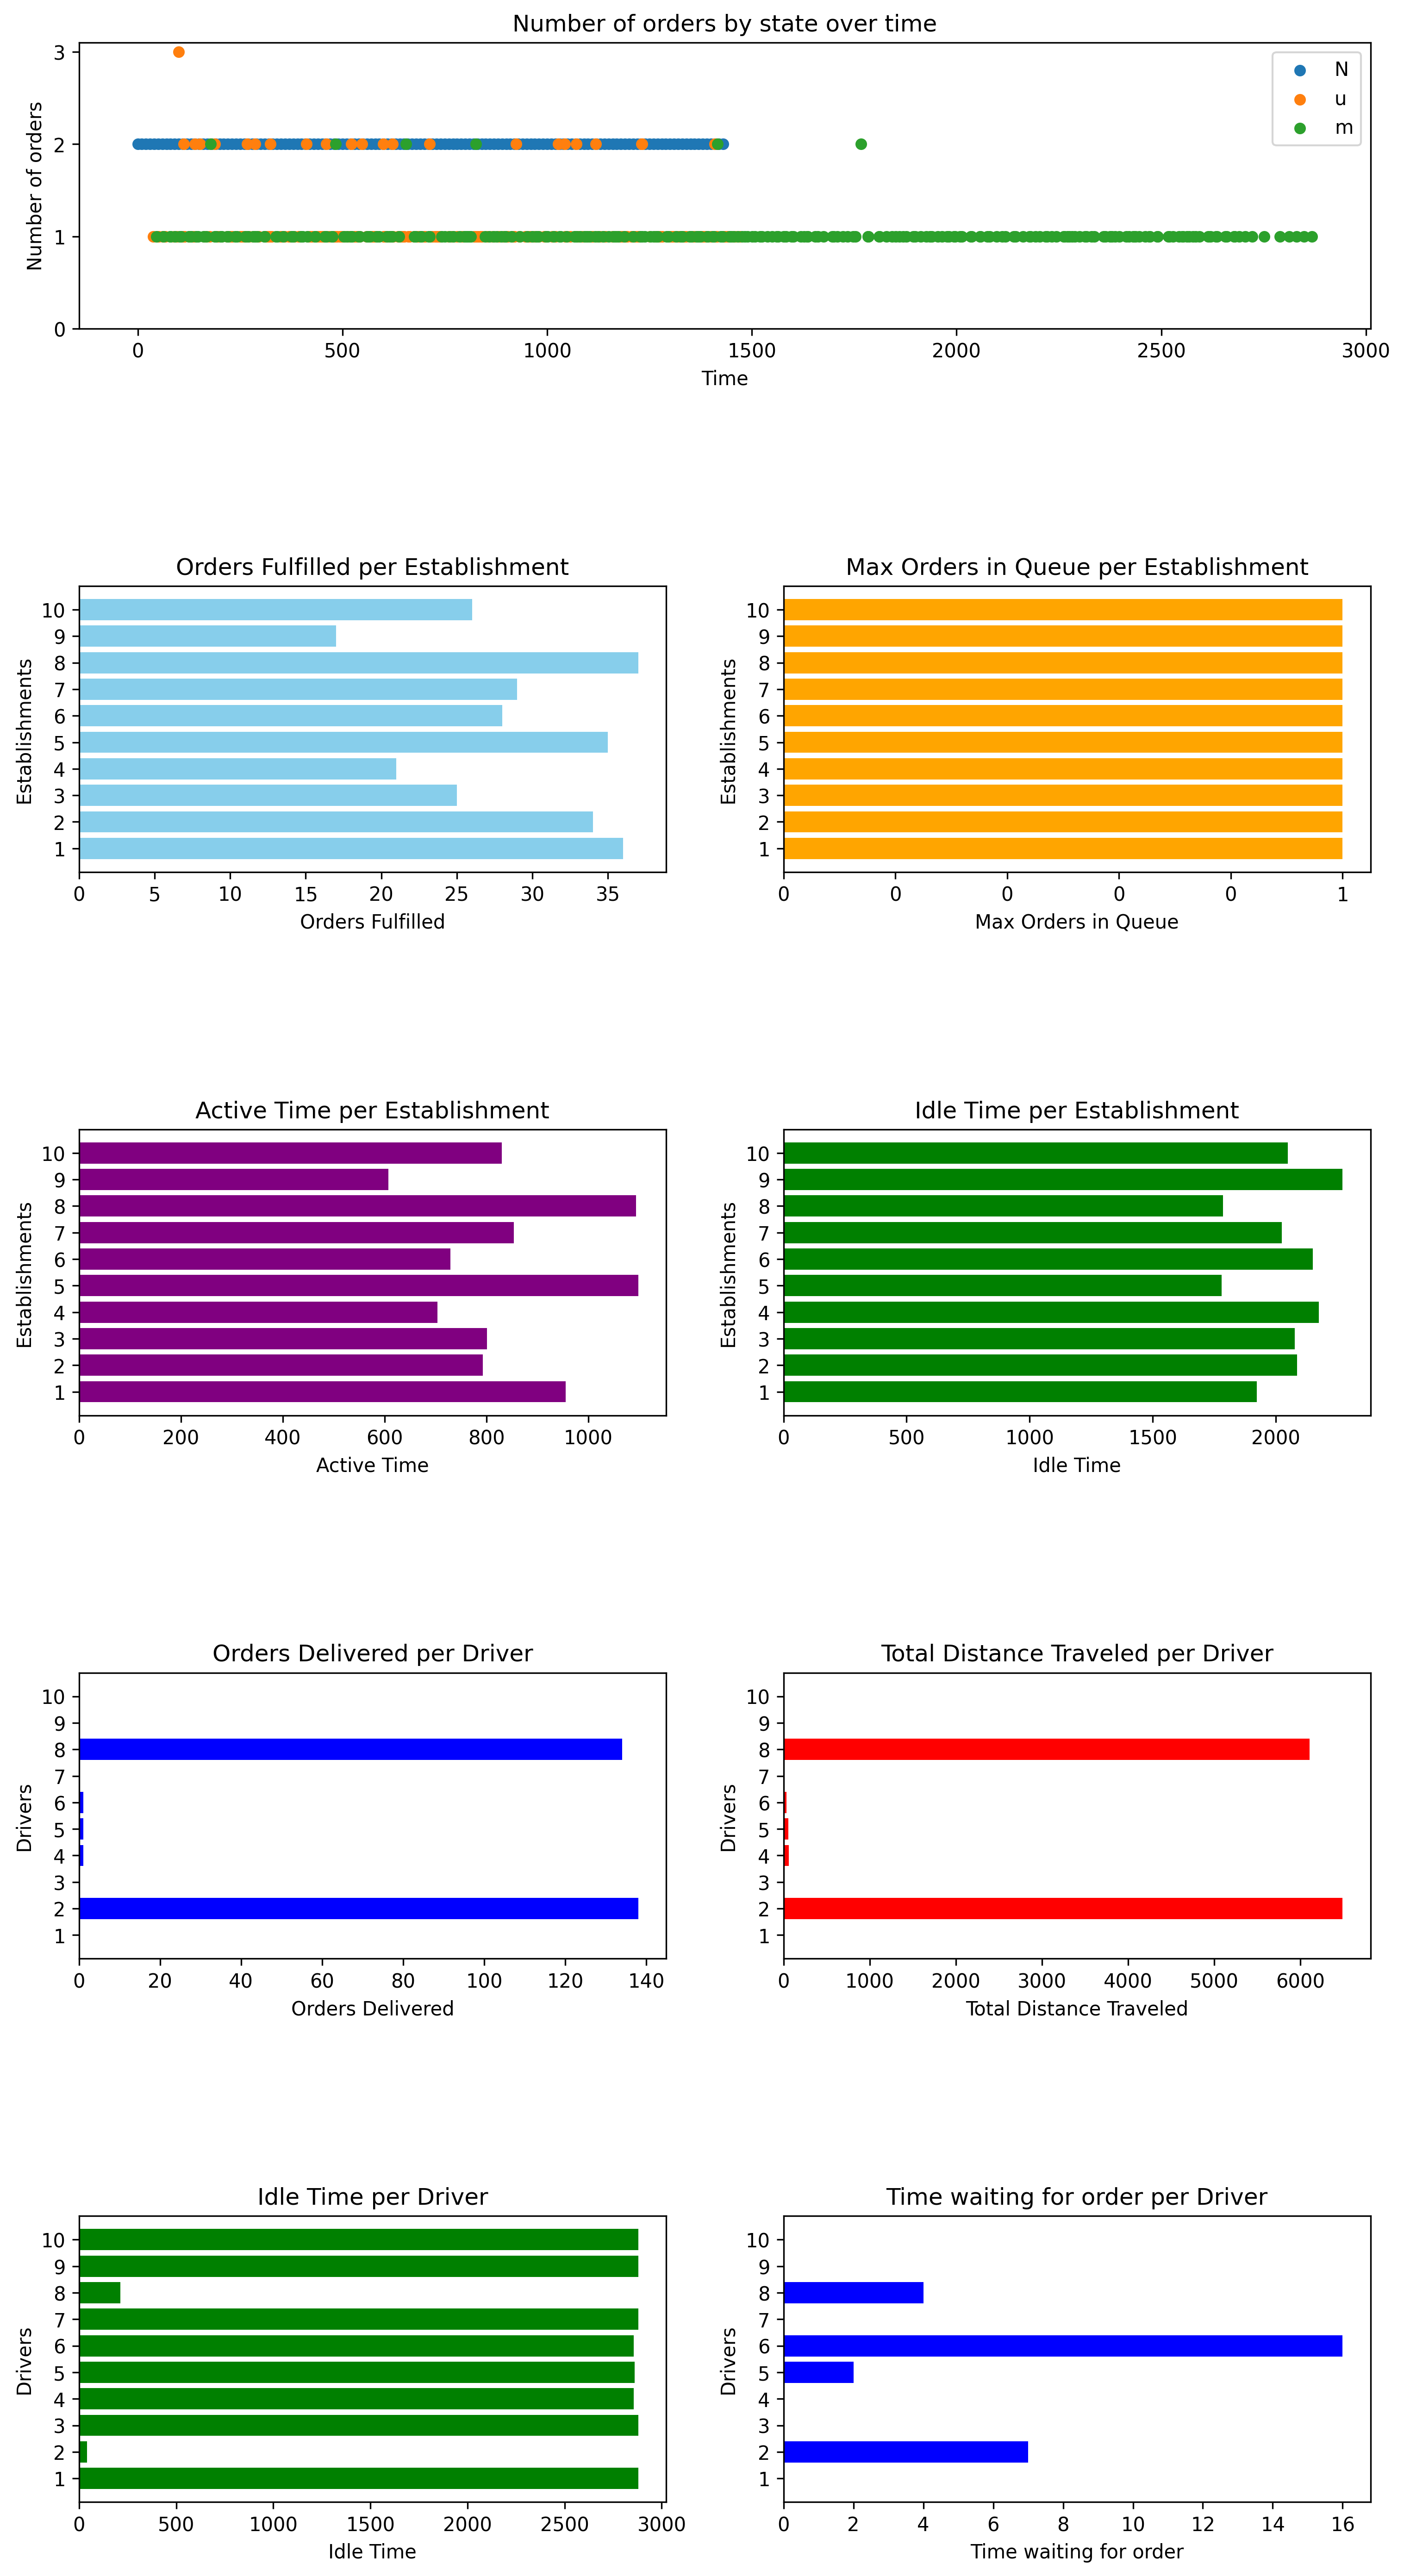 Number of orders by state over time
Number of orders
3
2
1
0
N
u
m
0 500 1000 1500 2000 2500 3000
Time
Orders Fulfilled per Establishment
Establishments
10
9
8
7
6
5
4
3
2
1
0 5 10 15 20 25 30 35
Orders Fulfilled
Max Orders in Queue per Establishment
Establishments
10
9
8
7
6
5
4
3
2
1
0 0 0 0 0 1
Max Orders in Queue
Active Time per Establishment
Establishments
10
9
8
7
6
5
4
3
2
1
0 200 400 600 800 1000
Active Time
Idle Time per Establishment
Establishments
10
9
8
7
6
5
4
3
2
1
0 500 1000 1500 2000
Idle Time
Orders Delivered per Driver
Drivers
10
9
8
7
6
5
4
3
2
1
0 20 40 60 80 100 120 140
Orders Delivered
Total Distance Traveled per Driver
Drivers
10
9
8
7
6
5
4
3
2
1
0 1000 2000 3000 4000 5000 6000
Total Distance Traveled
Idle Time per Driver
Drivers
10
9
8
7
6
5
4
3
2
1
0 500 1000 1500 2000 2500 3000
Idle Time
Time waiting for order per Driver
Drivers
10
9
8
7
6
5
4
3
2
1
0 2 4 6 8 10 12 14 16
Time waiting for order